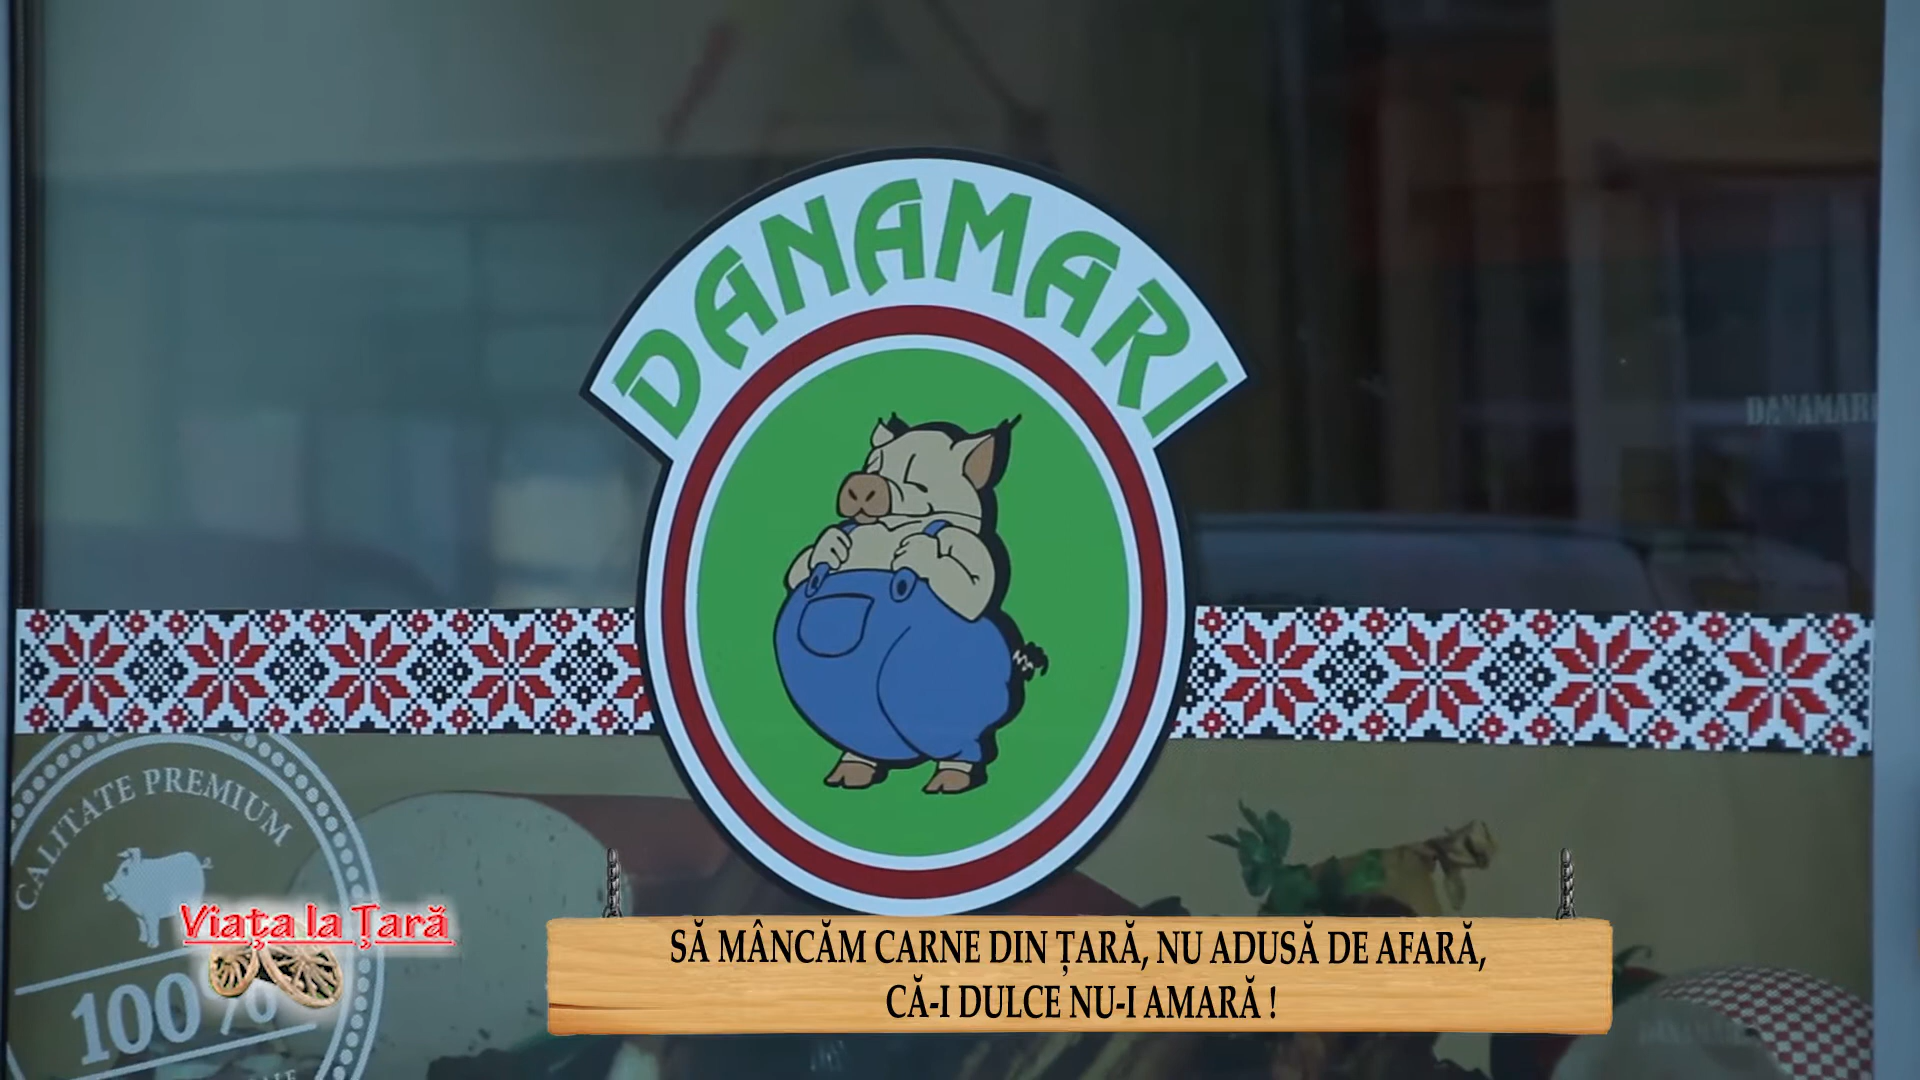 DANAMARI
DANAMARI
CALITATE PREMIUM
100%
Viața la Țară
SĂ MÂNCĂM CARNE DIN ȚARĂ, NU ADUSĂ DE AFARĂ,
CĂ-I DULCE NU-I AMARĂ !